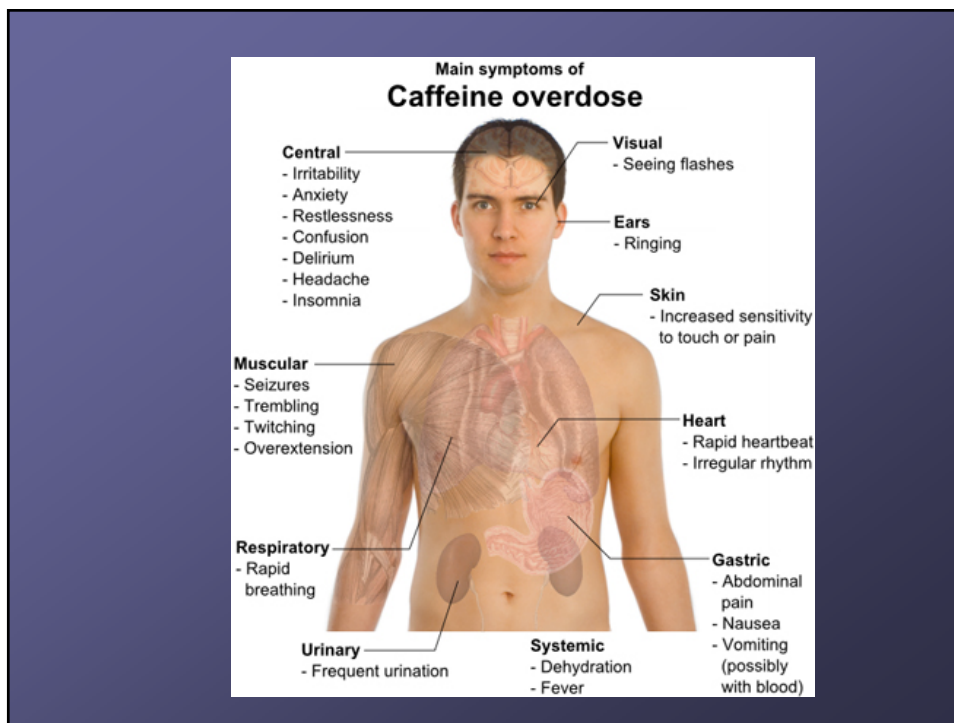 Main symptoms of
Caffeine overdose
Central
- Irritability
- Anxiety
- Restlessness
- Confusion
- Delirium
- Headache
- Insomnia
Visual
- Seeing flashes
Ears
- Ringing
Skin
- Increased sensitivity
to touch or pain
Muscular
- Seizures
- Trembling
- Twitching
- Overextension
Heart
- Rapid heartbeat
- Irregular rhythm
Respiratory
- Rapid
breathing
Gastric
- Abdominal
pain
- Nausea
- Vomiting
(possibly
with blood)
Urinary
- Frequent urination
Systemic
- Dehydration
- Fever